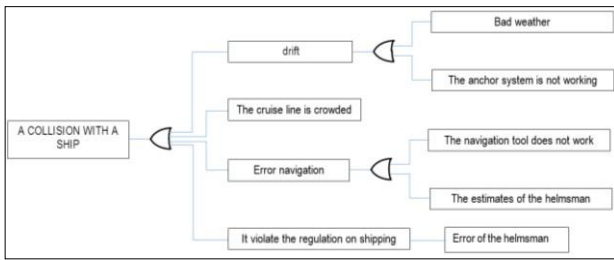 Bad weather
drift
The anchor system is not working
The cruise line is crowded
A COLLISION WITH A
SHIP
The navigation tool does not work
Error navigation
The estimates of the helmsman
It violate the regulation on shipping
Error of the helmsman